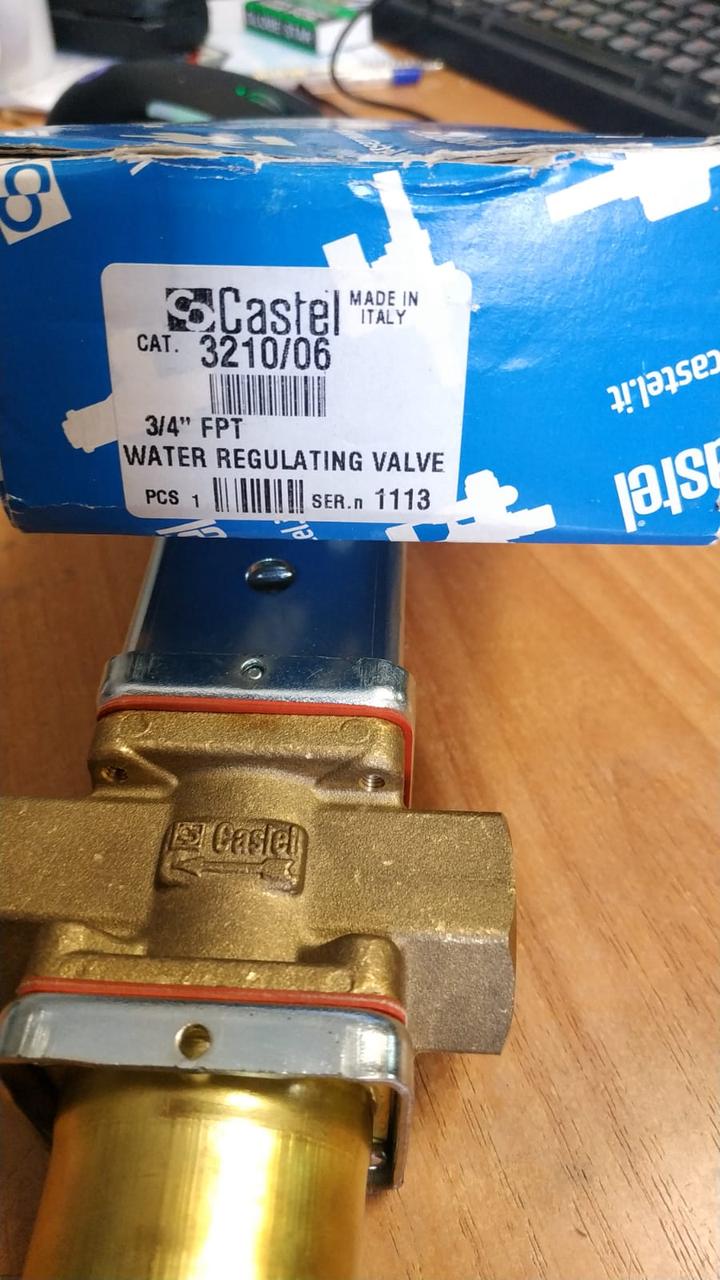 Castel MADE IN
ITALY
CAT. 3210/06
3/4" FPT
WATER REGULATING VALVE
PCS 1 SER.n 1113
castel.it
Castel